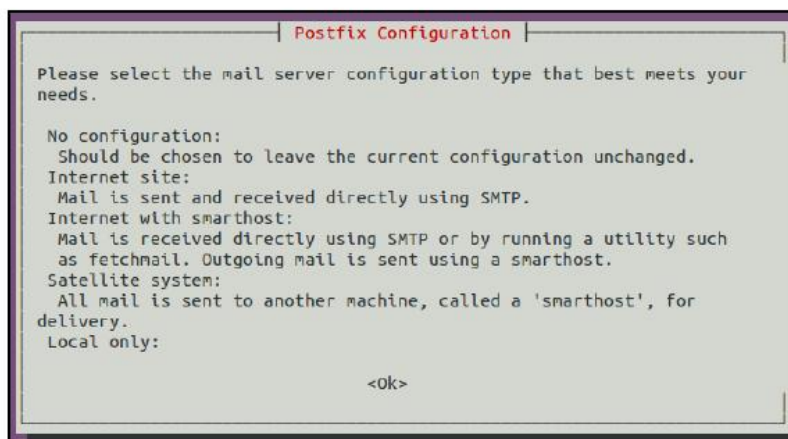 Postfix Configuration
Please select the mail server configuration type that best meets your
needs.
No configuration:
Should be chosen to leave the current configuration unchanged.
Internet site:
Mail is sent and received directly using SMTP.
Internet with smarthost:
Mail is received directly using SMTP or by running a utility such
as fetchmail. Outgoing mail is sent using a smarthost.
Satellite system:
All mail is sent to another machine, called a 'smarthost', for
delivery.
Local only:
<Ok>